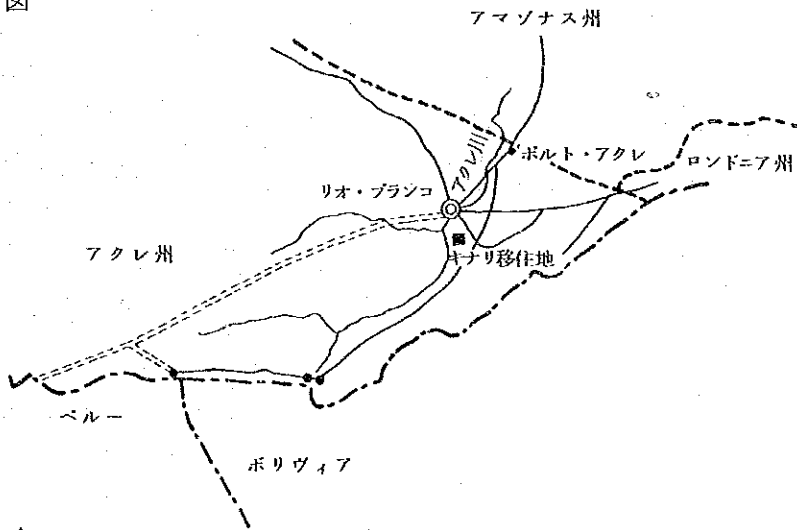 図
アマゾナス州
アクレ川
ポルト・アクレ
ロンドニア州
リオ・ブランコ
キナリ移住地
アクレ州
ペルー
ボリヴィア